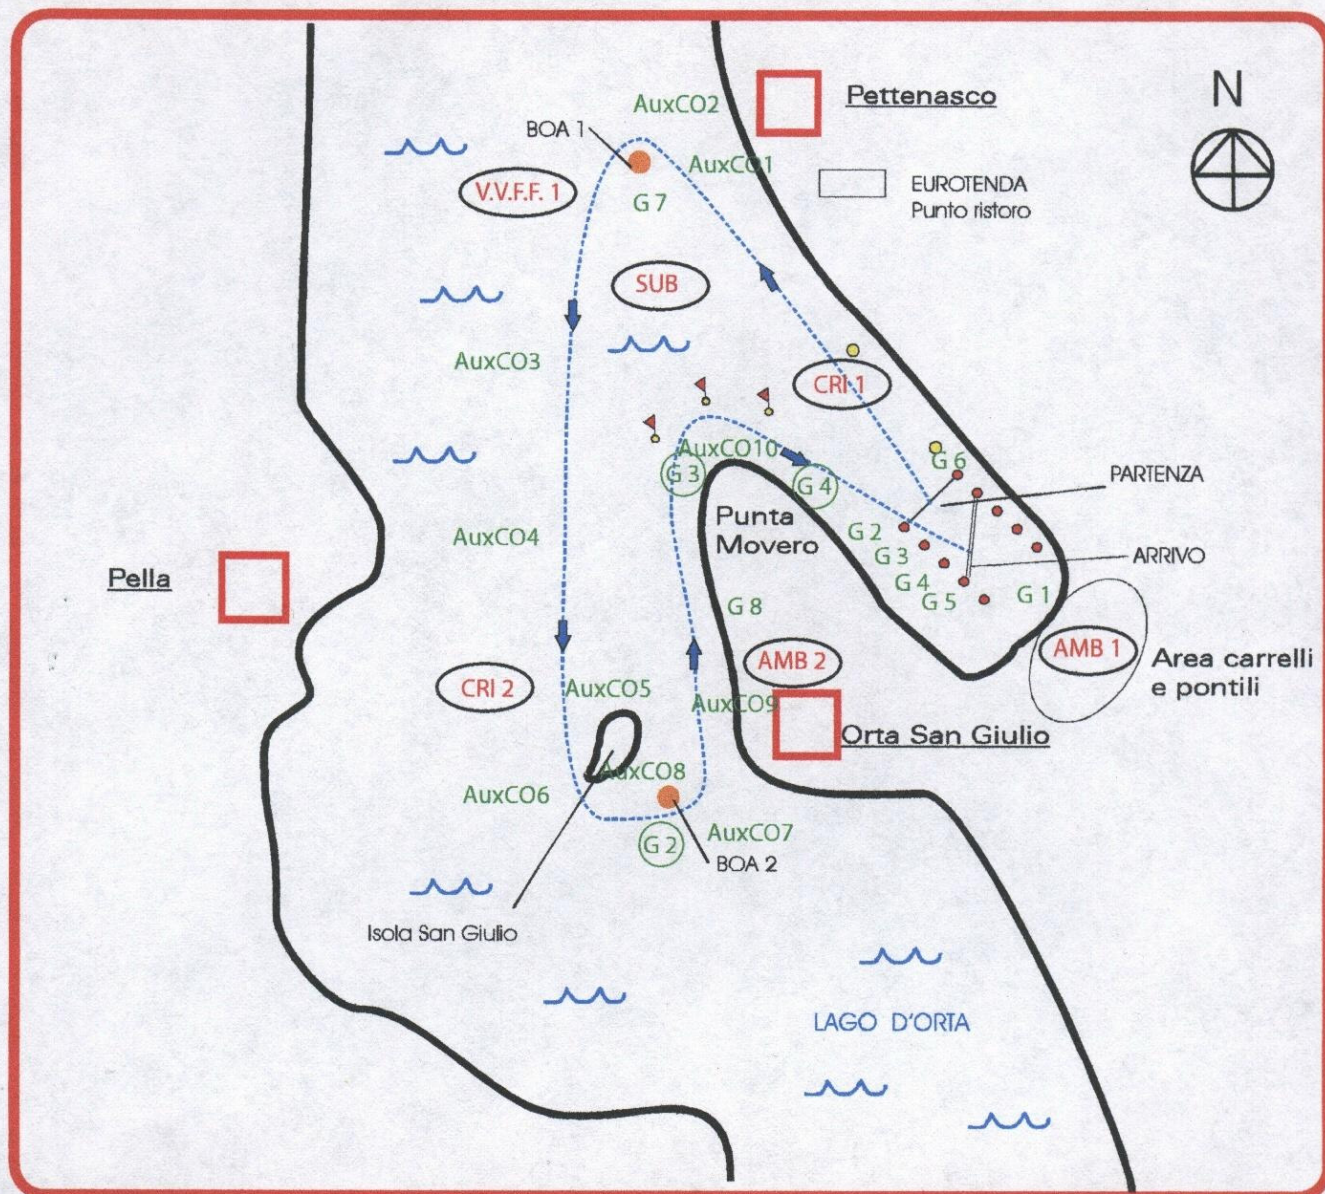 N
Pettenasco
AuxCO2
BOA 1
AuxCO1
V.V.F.F. 1
G 7
EUROTENDA
Punto ristoro
SUB
AuxCO3
CRI 1
AuxCO10
G 3
G 4
G 6
PARTENZA
Punta
Movero
G 2
G 3
G 4
G 5
G 1
ARRIVO
AuxCO4
Pella
G 8
AMB 2
AMB 1
Area carrelli
e pontili
CRI 2
AuxCO5
AuxCO9
Orta San Giulio
AuxCO8
AuxCO6
G 2
AuxCO7
BOA 2
Isola San Giulio
LAGO D'ORTA